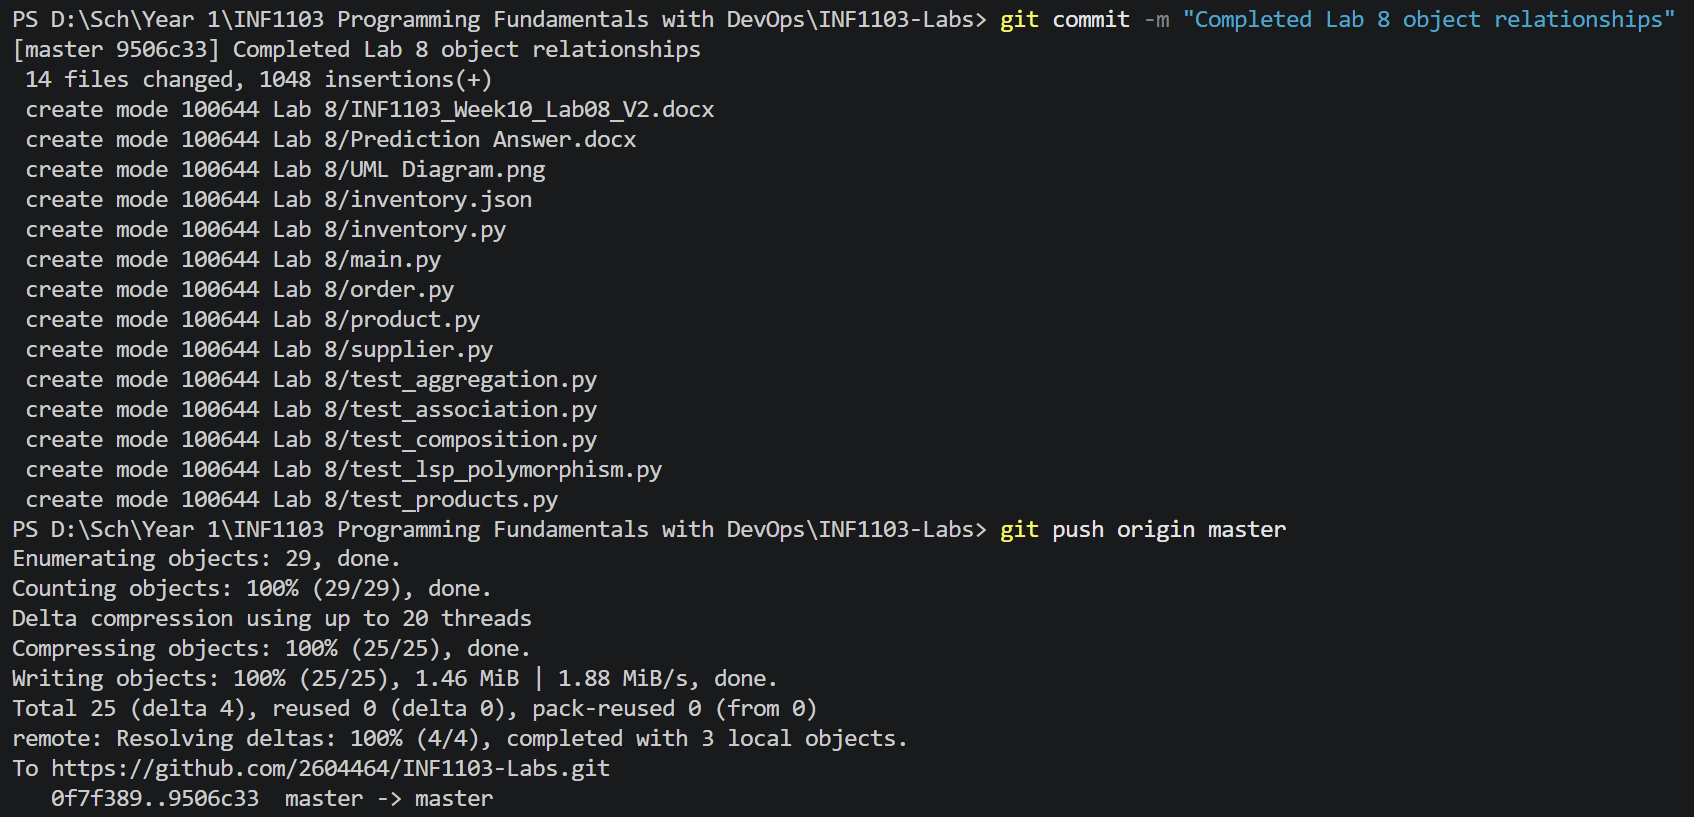 PS D:\Sch\Year 1\INF1103 Programming Fundamentals with DevOps\INF1103-Labs> git commit -m "Completed Lab 8 object relationships"
[master 9506c33] Completed Lab 8 object relationships
 14 files changed, 1048 insertions(+)
 create mode 100644 Lab 8/INF1103_Week10_Lab08_V2.docx
 create mode 100644 Lab 8/Prediction Answer.docx
 create mode 100644 Lab 8/UML Diagram.png
 create mode 100644 Lab 8/inventory.json
 create mode 100644 Lab 8/inventory.py
 create mode 100644 Lab 8/main.py
 create mode 100644 Lab 8/order.py
 create mode 100644 Lab 8/product.py
 create mode 100644 Lab 8/supplier.py
 create mode 100644 Lab 8/test_aggregation.py
 create mode 100644 Lab 8/test_association.py
 create mode 100644 Lab 8/test_composition.py
 create mode 100644 Lab 8/test_lsp_polymorphism.py
 create mode 100644 Lab 8/test_products.py
PS D:\Sch\Year 1\INF1103 Programming Fundamentals with DevOps\INF1103-Labs> git push origin master
Enumerating objects: 29, done.
Counting objects: 100% (29/29), done.
Delta compression using up to 20 threads
Compressing objects: 100% (25/25), done.
Writing objects: 100% (25/25), 1.46 MiB | 1.88 MiB/s, done.
Total 25 (delta 4), reused 0 (delta 0), pack-reused 0 (from 0)
remote: Resolving deltas: 100% (4/4), completed with 3 local objects.
To https://github.com/2604464/INF1103-Labs.git
   0f7f389..9506c33  master -> master